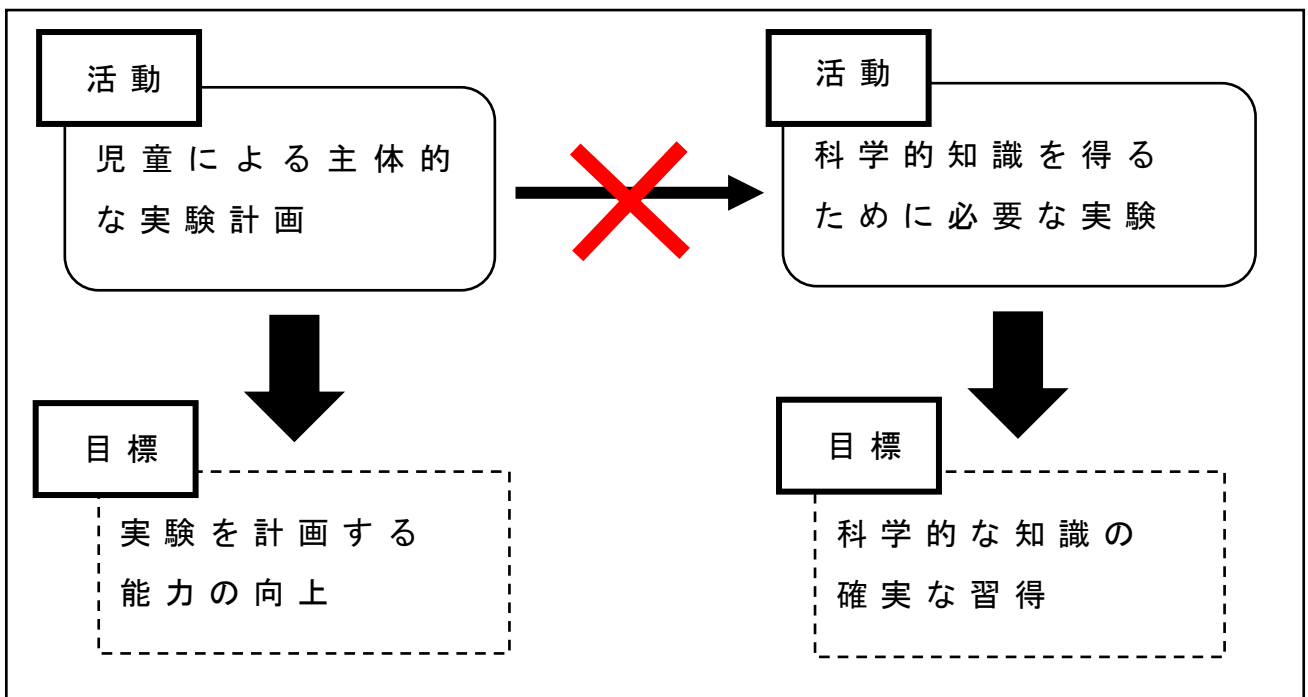 活動
児童による主体的
な実験計画
活動
科学的知識を得る
ために必要な実験
目標
実験を計画する
能力の向上
目標
科学的な知識の
確実な習得